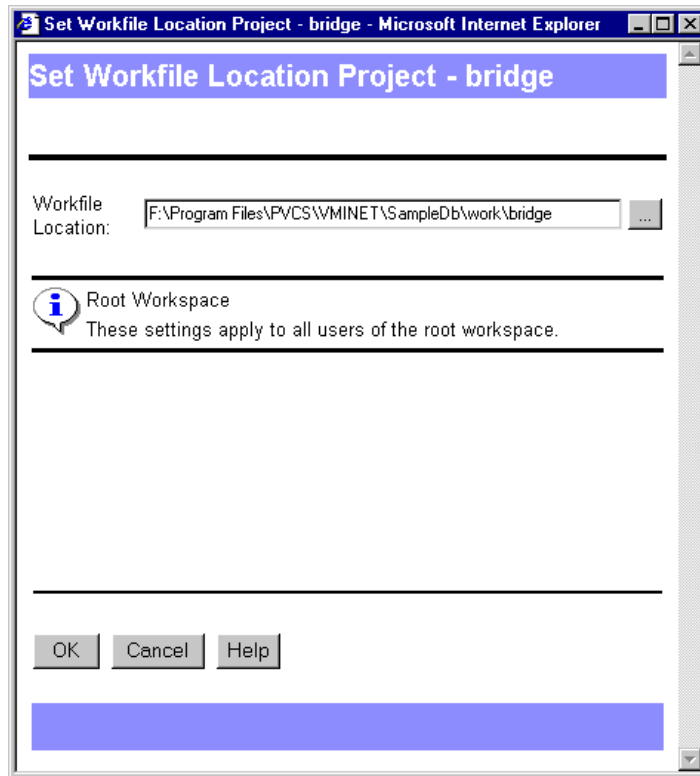 Set Workfile Location Project - bridge - Microsoft Internet Explorer
Set Workfile Location Project - bridge
Workfile
Location:
F:\Program Files\PVCS\VMINET\SampleDb\work\bridge
...
Root Workspace
These settings apply to all users of the root workspace.
OK Cancel Help